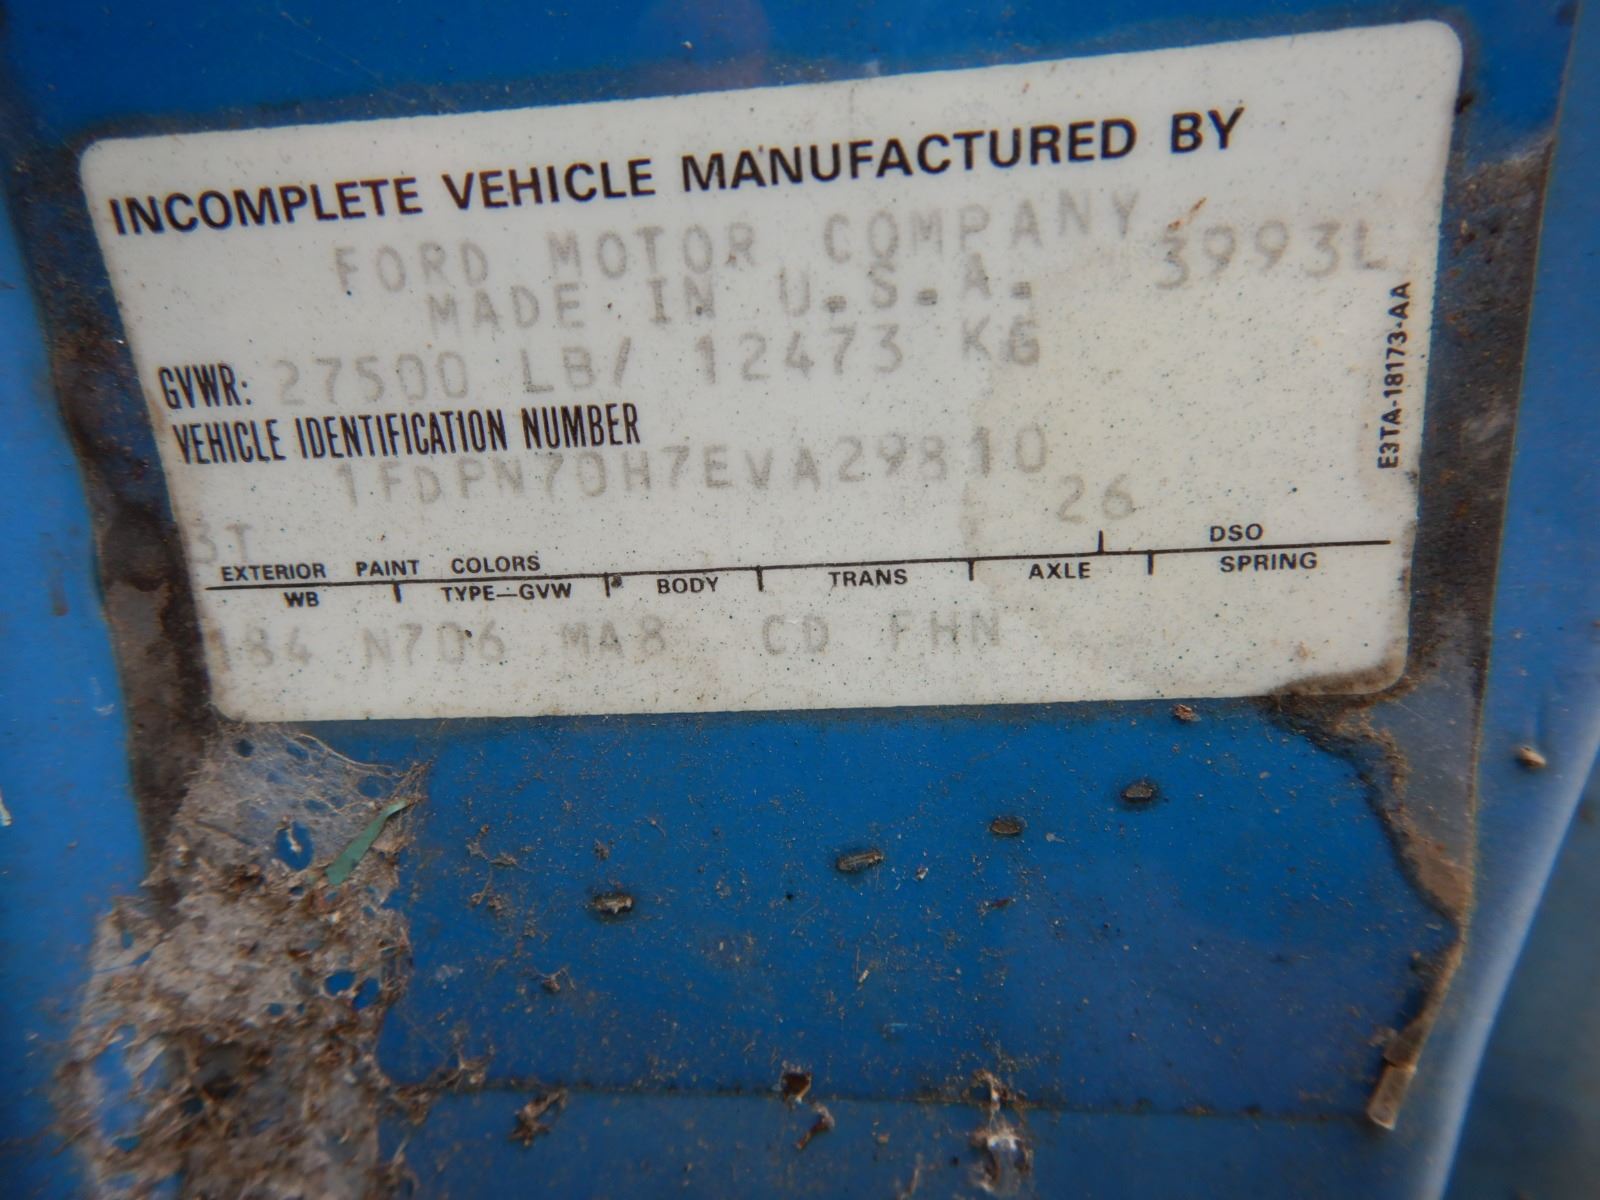 INCOMPLETE VEHICLE MANUFACTURED BY
FORD MOTOR COMPANY 3993L
MADE IN U.S.A.
GVWR: 27500 LB/ 12473 KG
VEHICLE IDENTIFICATION NUMBER
1FDPN70H7EVA29810
3T 26
EXTERIOR PAINT COLORS DSO
WB TYPE—GVW BODY TRANS AXLE SPRING
184 N706 MA8 CD FHN
E3TA-18173-AA